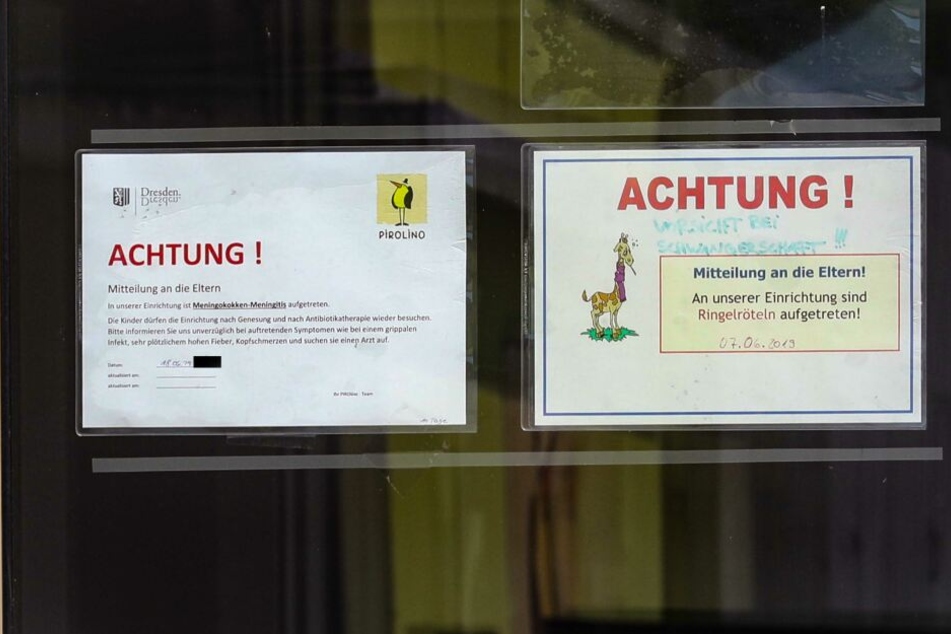 Dresden.
PIROLINO
ACHTUNG !
Mitteilung an die Eltern
In unserer Einrichtung ist Meningokokken-Meningitis aufgetreten.
Die Kinder dürfen die Einrichtung nach Genesung und nach Antibiotikatherapie wieder besuchen.
Bitte informieren Sie uns unverzüglich bei auftretenden Symptomen wie bei einem grippalen
Infekt, sehr plötzlichem hohen Fieber, Kopfschmerzen und suchen sie einen Arzt auf.
Datum: 18.06.19
aktualisiert am:
aktualisiert am:
Ihr PIROlino Team
ACHTUNG !
VORSICHT BEI
SCHWANGERSCHAFT !!!
Mitteilung an die Eltern!
An unserer Einrichtung sind
Ringelröteln aufgetreten!
07.06.2019